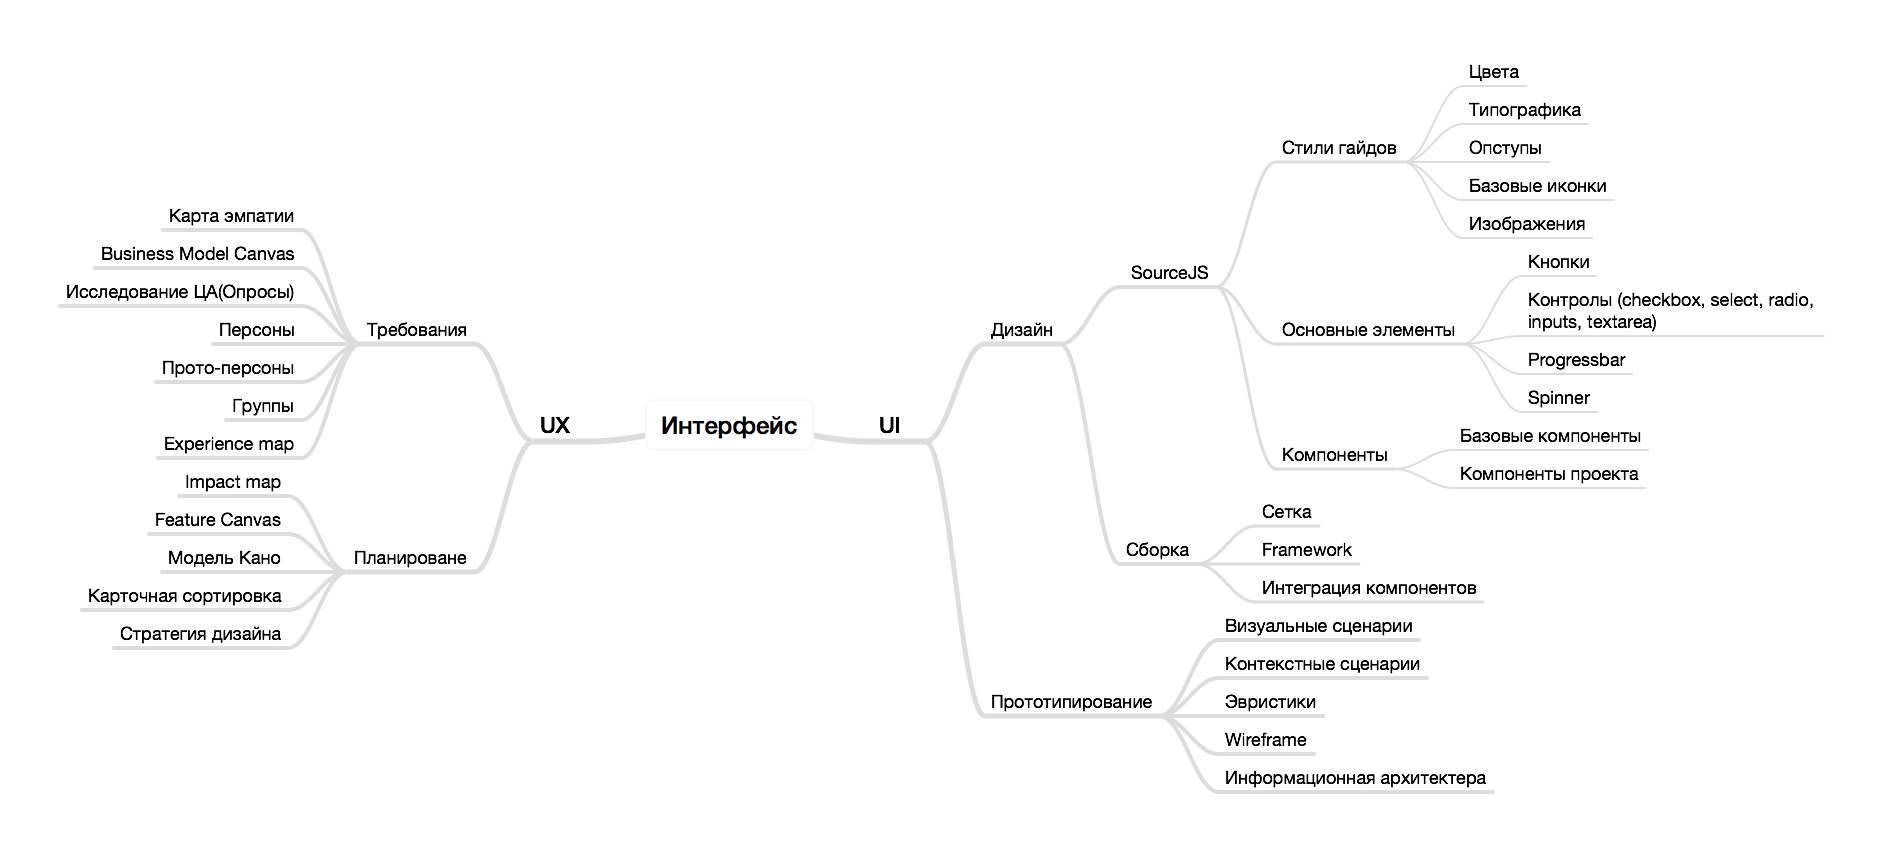 Интерфейс
UX
Требования
Карта эмпатии
Business Model Canvas
Исследование ЦА(Опросы)
Персоны
Прото-персоны
Группы
Experience map
Планироване
Impact map
Feature Canvas
Модель Кано
Карточная сортировка
Стратегия дизайна
UI
Дизайн
SourceJS
Стили гайдов
Цвета
Типографика
Опступы
Базовые иконки
Изображения
Основные элементы
Кнопки
Контролы (checkbox, select, radio,
inputs, textarea)
Progressbar
Spinner
Компоненты
Базовые компоненты
Компоненты проекта
Сборка
Сетка
Framework
Интеграция компонентов
Прототипирование
Визуальные сценарии
Контекстные сценарии
Эвристики
Wireframe
Информационная архитектера